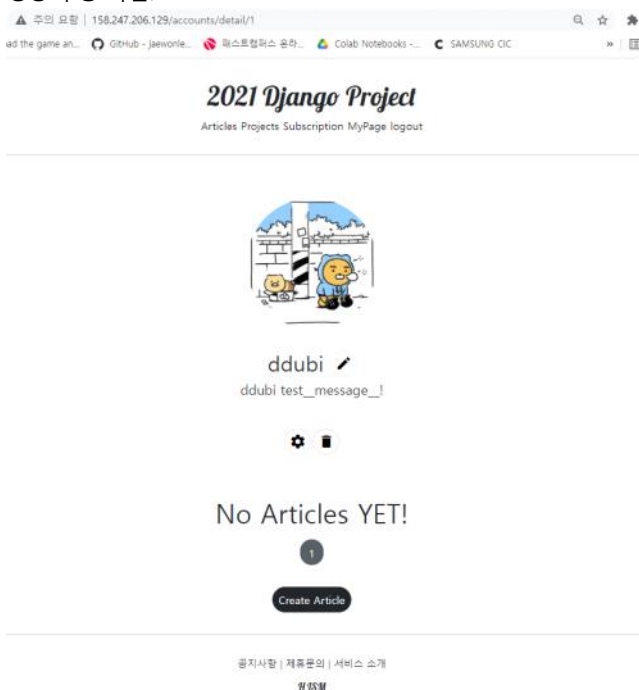 주의 요함 | 158.247.206.129/accounts/detail/1
ad the game an... GitHub - jaewonle... 패스트캠퍼스 온라... Colab Notebooks -... SAMSUNG CIC »
2021 Django Project
Articles Projects Subscription MyPage logout
ddubi
ddubi test__message__!
No Articles YET!
1
Create Article
공지사항 | 제휴문의 | 서비스 소개